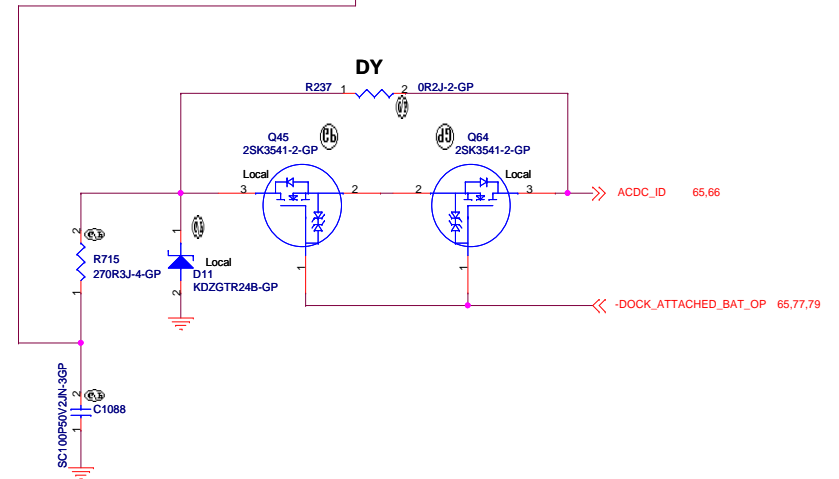 DY
R237 1 2 0R2J-2-GP
Q45
2SK3541-2-GP
Q64
2SK3541-2-GP
Local
Local
3 2 2 3
ACDC_ID 65,66
2
R715
270R3J-4-GP
1
1
Local
D11
KDZGTR24B-GP
2
1
1
-DOCK_ATTACHED_BAT_OP 65,77,79
SC100P50V2JN-3GP
2
C1088
1